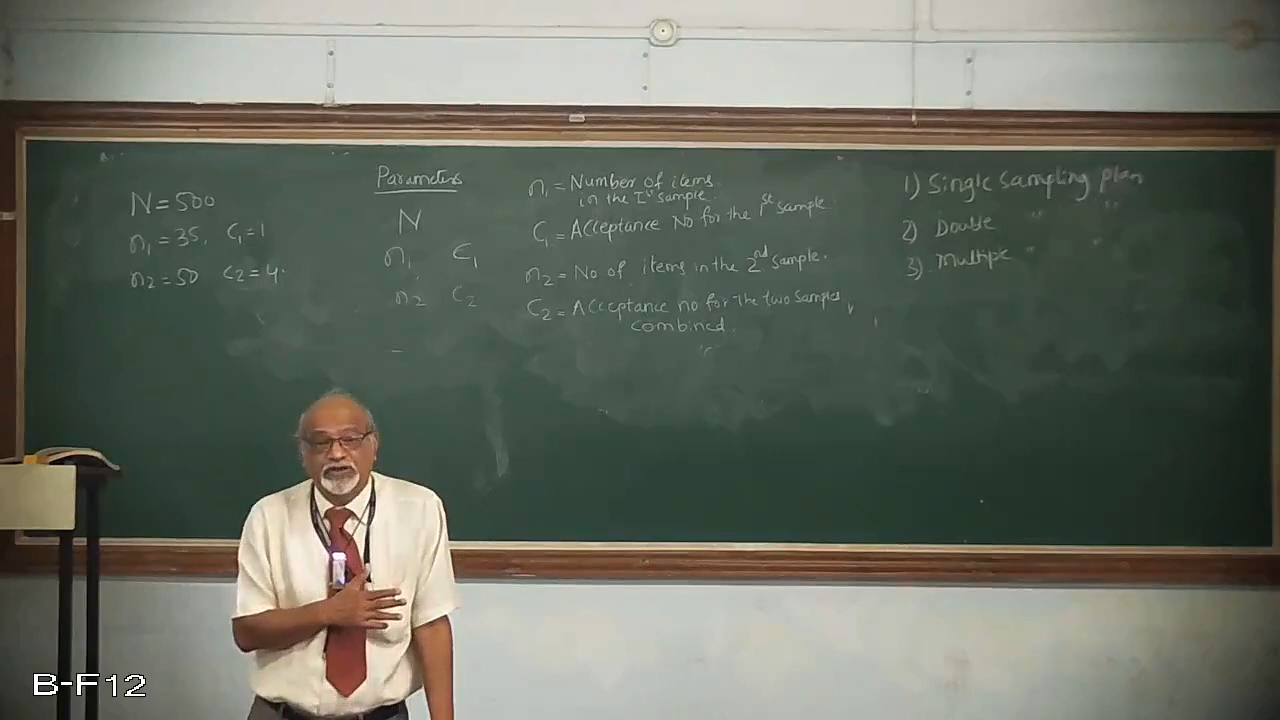 N = 500
n1 = 35, C1 = 1
n2 = 50 C2 = 4.
Parameters
N
n1 C1
n2 C2
n1 = Number of items
in the Ist sample.
C1 = Acceptance No for the 1st sample
n2 = No of items in the 2nd sample.
C2 = Acceptance no for the two samples
combined.
1) Single sampling plan
2) Double " "
3) Multiple " "
B-F12